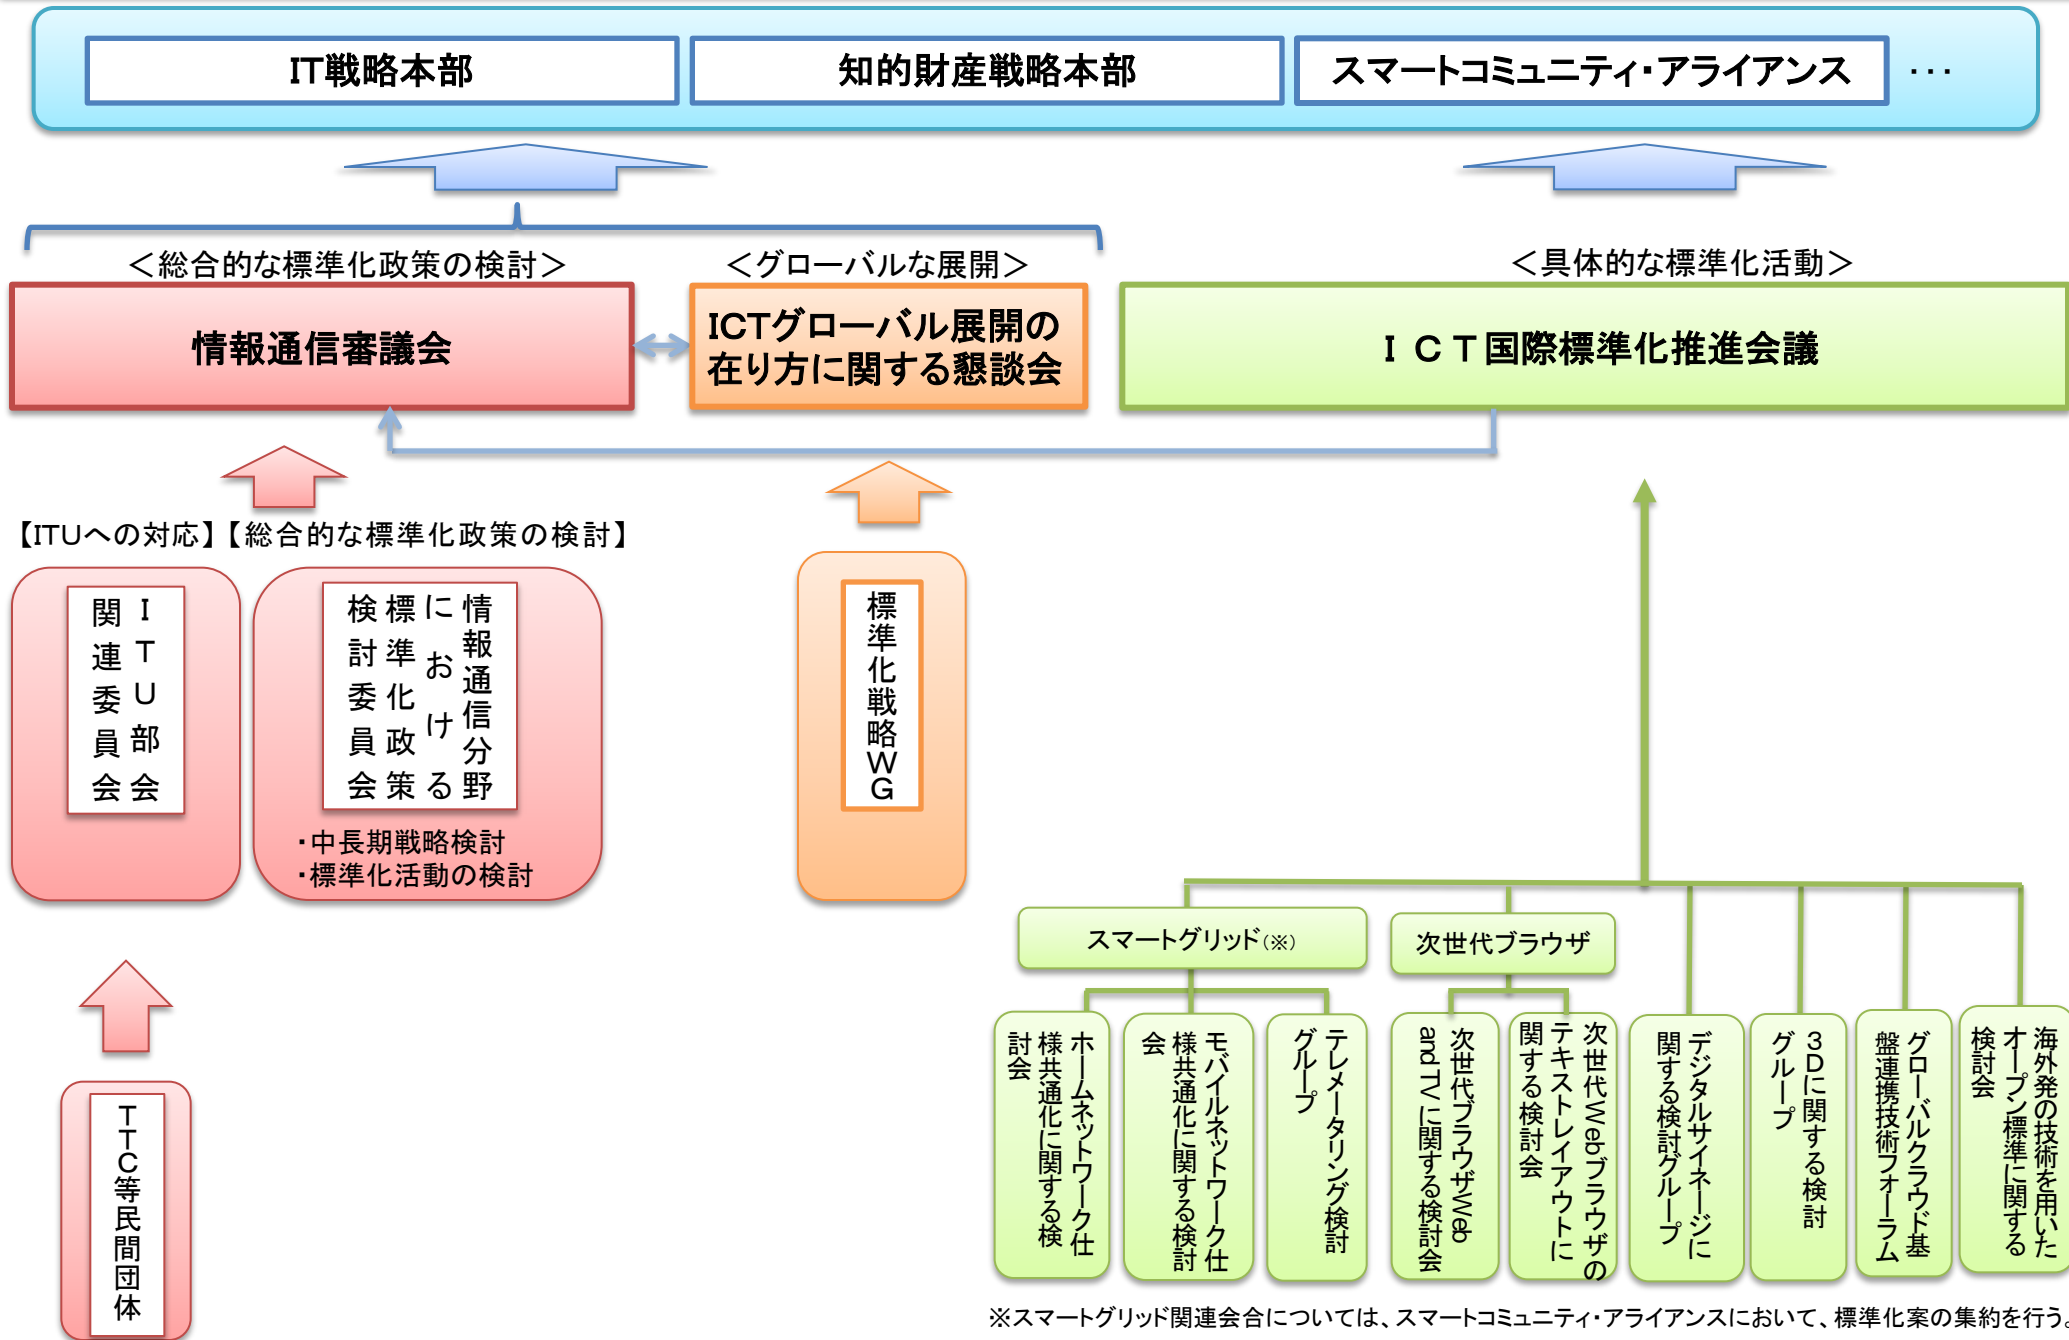 IT戦略本部
知的財産戦略本部
スマートコミュニティ・アライアンス
・・・
＜総合的な標準化政策の検討＞
＜グローバルな展開＞
＜具体的な標準化活動＞
情報通信審議会
ICTグローバル展開の
在り方に関する懇談会
ＩＣＴ国際標準化推進会議
【ITUへの対応】
【総合的な標準化政策の検討】
ＩＴＵ部会
関連委員会
情報通信分野
における
標準化政策
検討委員会
・中長期戦略検討
・標準化活動の検討
標準化戦略ＷＧ
ＴＴＣ等民間団体
スマートグリッド(※)
次世代ブラウザ
ホームネットワーク仕
様共通化に関する検
討会
モバイルネットワーク仕
様共通化に関する検討
会
テレメータリング検討
グループ
次世代ブラウザWeb
and TVに関する検討会
次世代Webブラウザの
テキストレイアウトに
関する検討会
デジタルサイネージに
関する検討グループ
３Dに関する検討
グループ
グローバルクラウド基
盤連携技術フォーラム
海外発の技術を用いた
オープン標準に関する
検討会
※スマートグリッド関連会合については、スマートコミュニティ・アライアンスにおいて、標準化案の集約を行う。